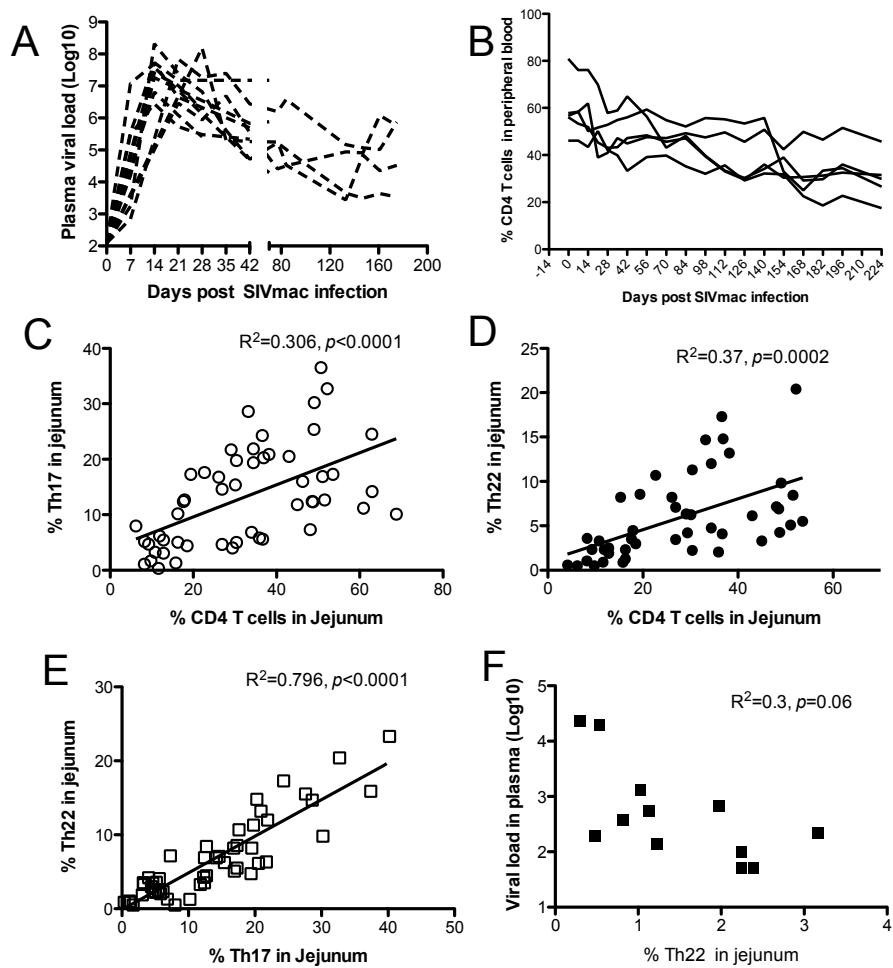 A
Plasma viral load (Log10)
9
8
7
6
5
4
3
2
0 7 14 21 28 35 42 80 120 160 200
Days post SIVmac infection
B
% CD4 T cells in peripheral blood
100
80
60
40
20
0
-14 0 14 28 42 56 70 84 98 112 126 140 154 168 182 196 210 224
Days post SIVmac infection
C
R2=0.306, p<0.0001
% Th17 in jejunum
40
30
20
10
0
0 20 40 60 80
% CD4 T cells in Jejunum
D
R2=0.37, p=0.0002
% Th22 in jejunum
25
20
15
10
5
0
0 20 40 60
% CD4 T cells in Jejunum
E
R2=0.796, p<0.0001
% Th22 in jejunum
30
20
10
0
0 10 20 30 40 50
% Th17 in Jejunum
F
R2=0.3, p=0.06
Viral load in plasma (Log10)
5
4
3
2
1
0 1 2 3 4
% Th22 in jejunum